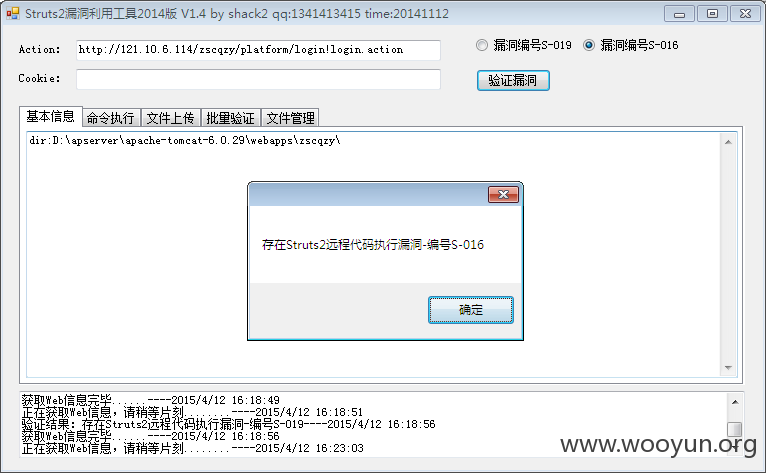 Struts2漏洞利用工具2014版 V1.4 by shack2 qq:1341413415 time:20141112
Action: http://121.10.6.114/zscqzy/platform/login!login.action 漏洞编号S-019 漏洞编号S-016
Cookie: 验证漏洞
基本信息 命令执行 文件上传 批量验证 文件管理
dir:D:\apserver\apache-tomcat-6.0.29\webapps\zscqzy\
存在Struts2远程代码执行漏洞-编号S-016
确定
获取Web信息完毕......----2015/4/12 16:18:49
正在获取Web信息，请稍等片刻........----2015/4/12 16:18:51
验证结果：存在Struts2远程代码执行漏洞-编号S-019----2015/4/12 16:18:56
获取Web信息完毕......----2015/4/12 16:18:56
正在获取Web信息，请稍等片刻........----2015/4/12 16:23:03
www.wooyun.org